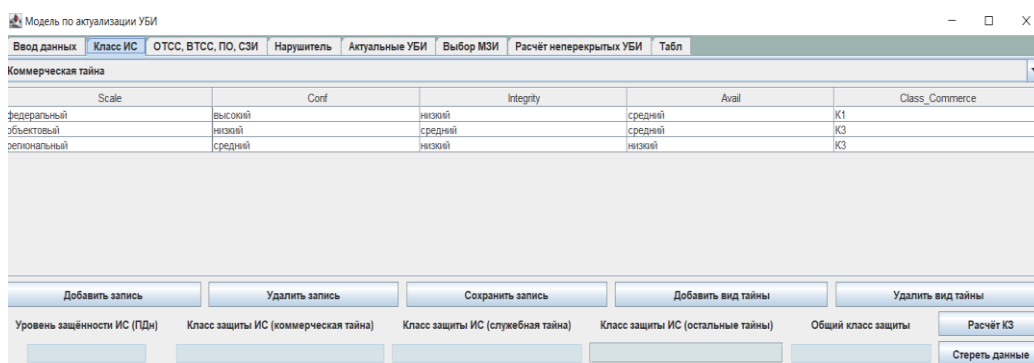 Модель по актуализации УБИ
Ввод данных Класс ИС ОТСС, ВТСС, ПО, СЗИ Нарушитель Актуальные УБИ Выбор МЗИ Расчёт неперекрытых УБИ Табл
Коммерческая тайна
Scale Conf Integrity Avail Class_Commerce
федеральный высокий низкий средний К1
объектовый низкий средний средний К3
региональный средний низкий низкий К3
Добавить запись Удалить запись Сохранить запись Добавить вид тайны Удалить вид тайны
Уровень защённости ИС (ПДн) Класс защиты ИС (коммерческая тайна) Класс защиты ИС (служебная тайна) Класс защиты ИС (остальные тайны) Общий класс защиты Расчёт КЗ
Стереть данные